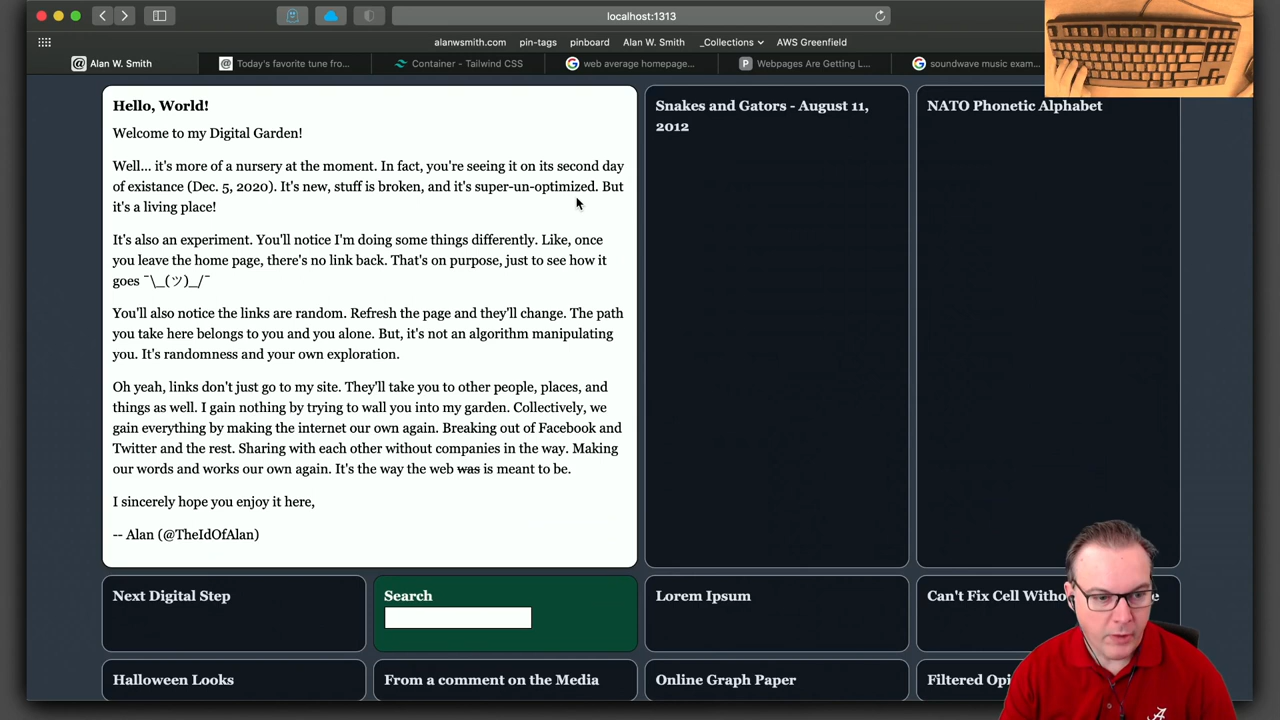 localhost:1313
alanwsmith.com pin-tags pinboard Alan W. Smith _Collections AWS Greenfield
Alan W. Smith
Today's favorite tune fro...
Container - Tailwind CSS
web average homepage...
Webpages Are Getting L...
soundwave music exam...
Hello, World!
Welcome to my Digital Garden!
Well... it's more of a nursery at the moment. In fact, you're seeing it on its second day
of existance (Dec. 5, 2020). It's new, stuff is broken, and it's super-un-optimized. But
it's a living place!
It's also an experiment. You'll notice I'm doing some things differently. Like, once
you leave the home page, there's no link back. That's on purpose, just to see how it
goes ¯\_(ツ)_/¯
You'll also notice the links are random. Refresh the page and they'll change. The path
you take here belongs to you and you alone. But, it's not an algorithm manipulating
you. It's randomness and your own exploration.
Oh yeah, links don't just go to my site. They'll take you to other people, places, and
things as well. I gain nothing by trying to wall you into my garden. Collectively, we
gain everything by making the internet our own again. Breaking out of Facebook and
Twitter and the rest. Sharing with each other without companies in the way. Making
our words and works our own again. It's the way the web was is meant to be.
I sincerely hope you enjoy it here,
-- Alan (@TheIdOfAlan)
Snakes and Gators - August 11,
2012
NATO Phonetic Alphabet
Next Digital Step
Search
Lorem Ipsum
Can't Fix Cell
Halloween Looks
From a comment on the Media
Online Graph Paper
Filtered
A